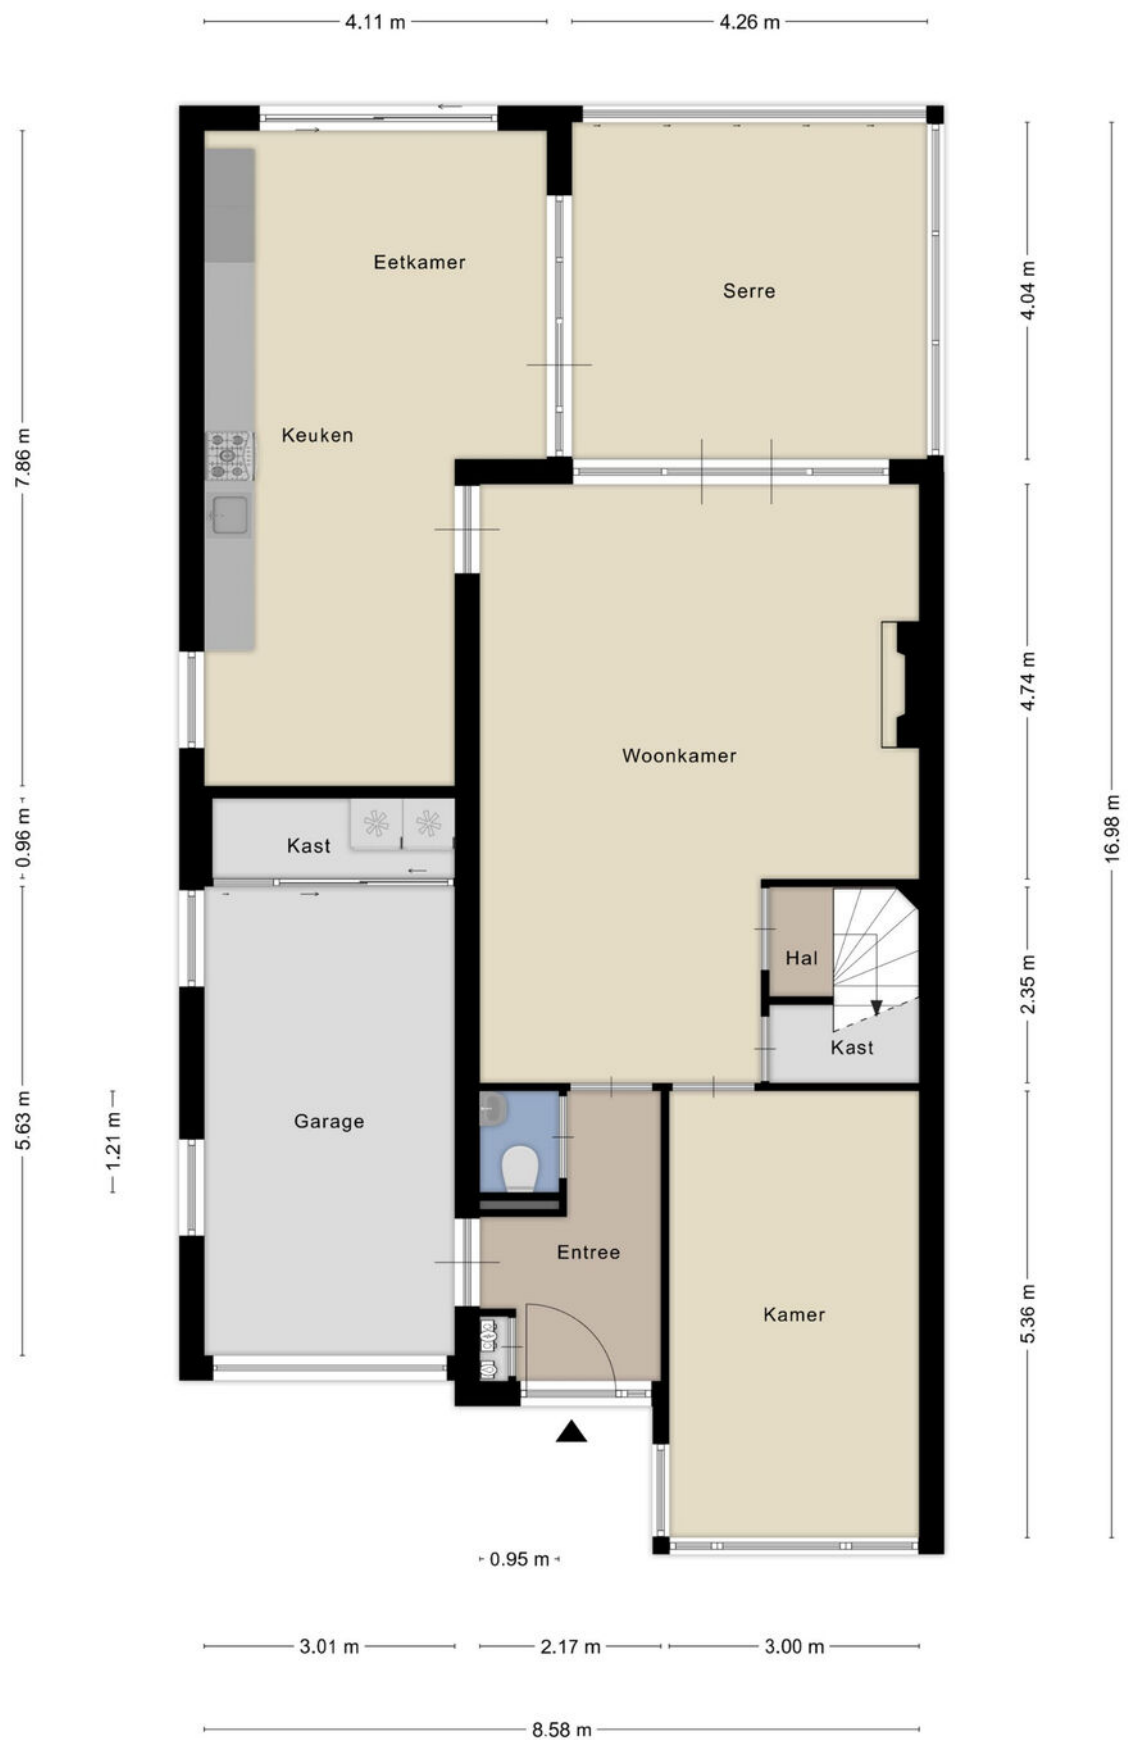 4.11 m
4.26 m
Eetkamer
Serre
4.04 m
Keuken
7.86 m
4.74 m
Woonkamer
16.98 m
0.96 m
Kast
Hal
2.35 m
Kast
Garage
1.21 m
5.63 m
Entree
Kamer
5.36 m
0.95 m
3.01 m
2.17 m
3.00 m
8.58 m